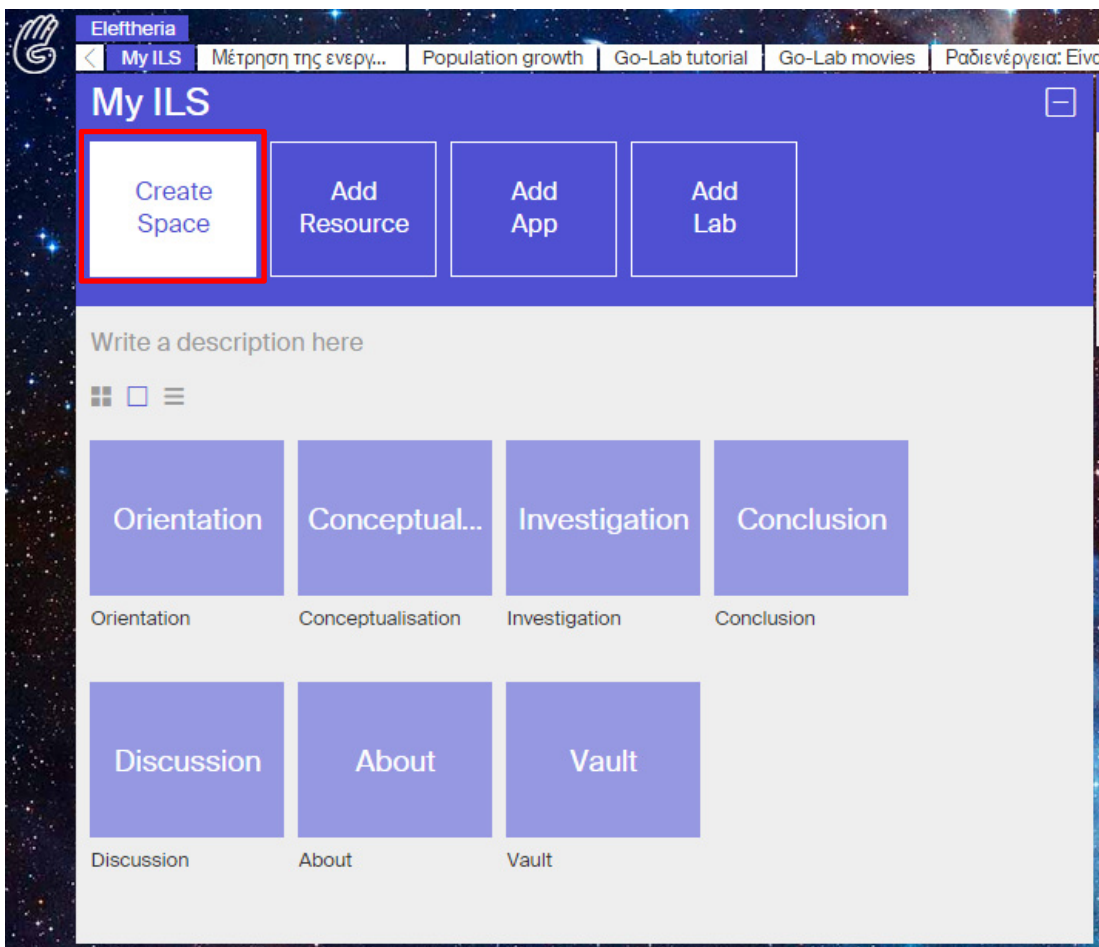 Eleftheria
My ILS Μέτρηση της ενεργ... Population growth Go-Lab tutorial Go-Lab movies Ραδιενέργεια: Είνα
My ILS
Create Space
Add Resource
Add App
Add Lab
Write a description here
Orientation Conceptual... Investigation Conclusion
Orientation Conceptualisation Investigation Conclusion
Discussion About Vault
Discussion About Vault